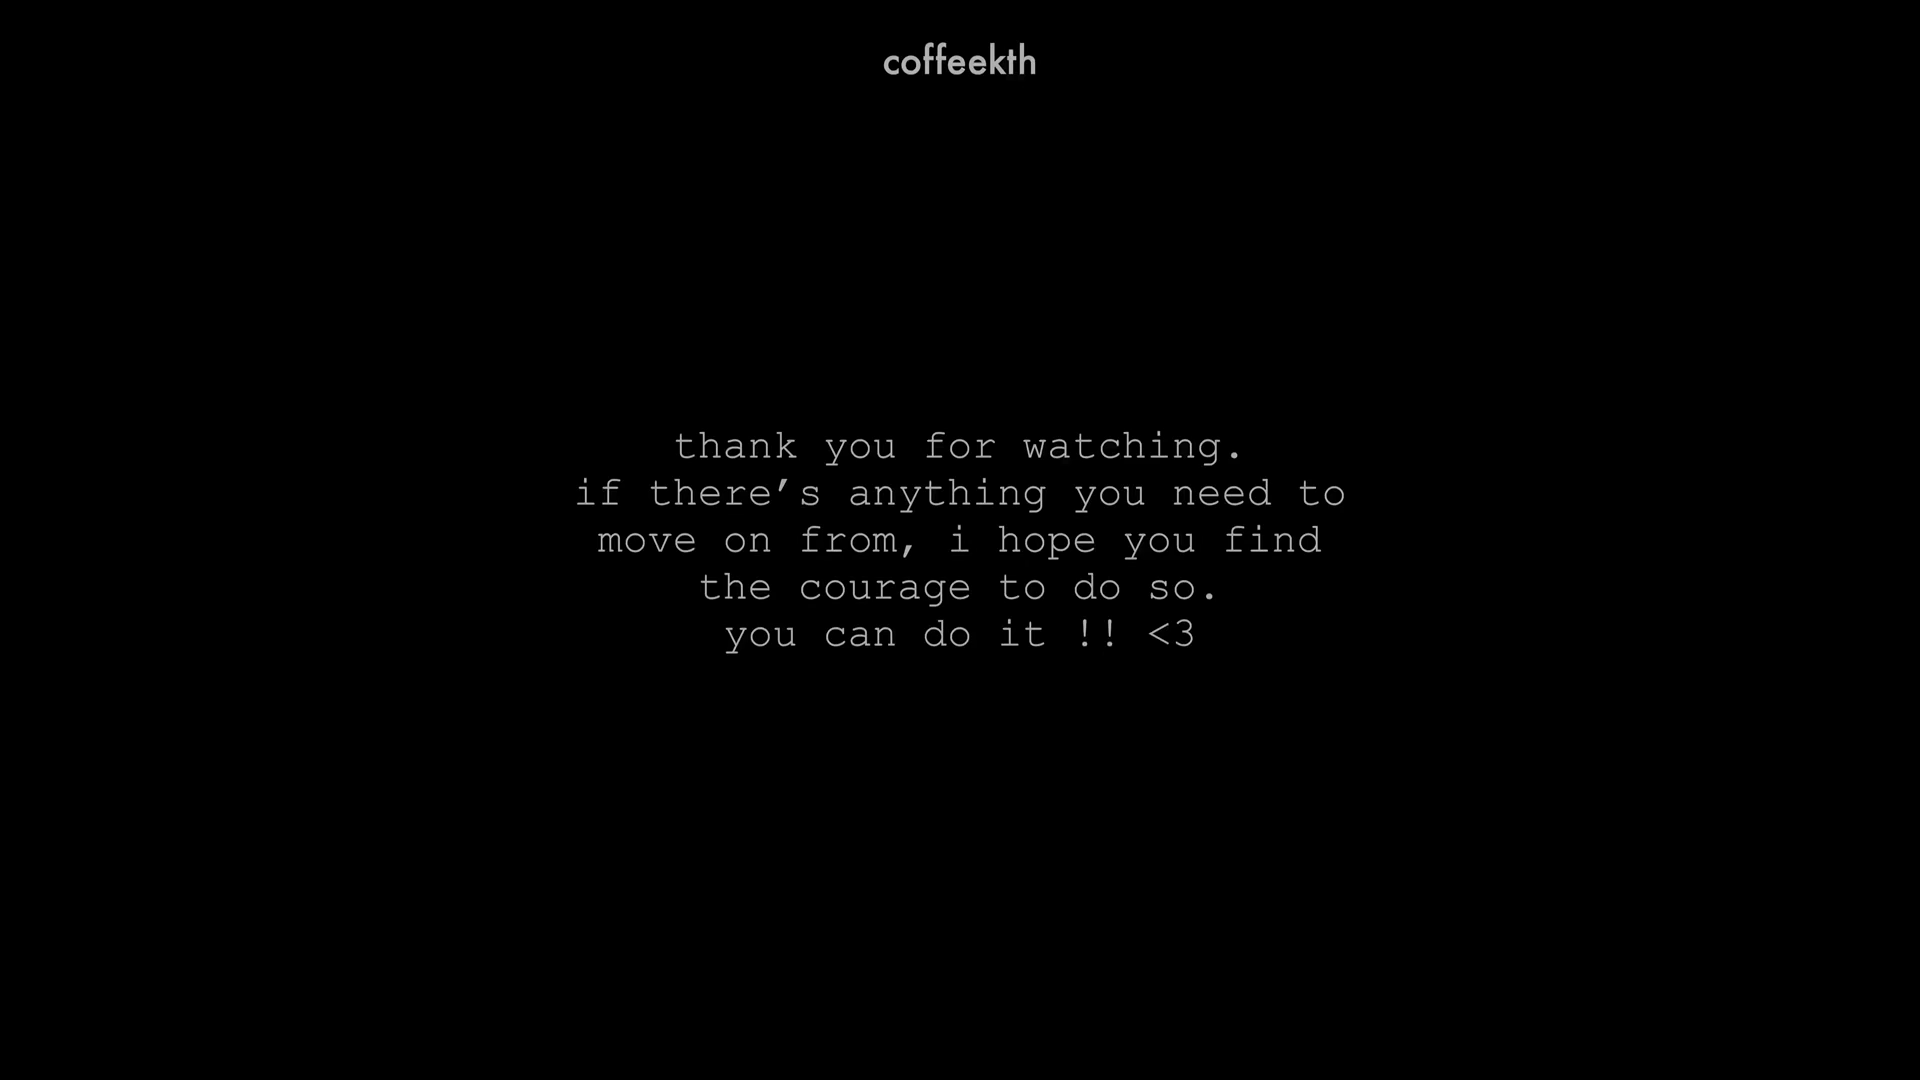 coffeekth
thank you for watching.
if there’s anything you need to
move on from, i hope you find
the courage to do so.
you can do it !! <3